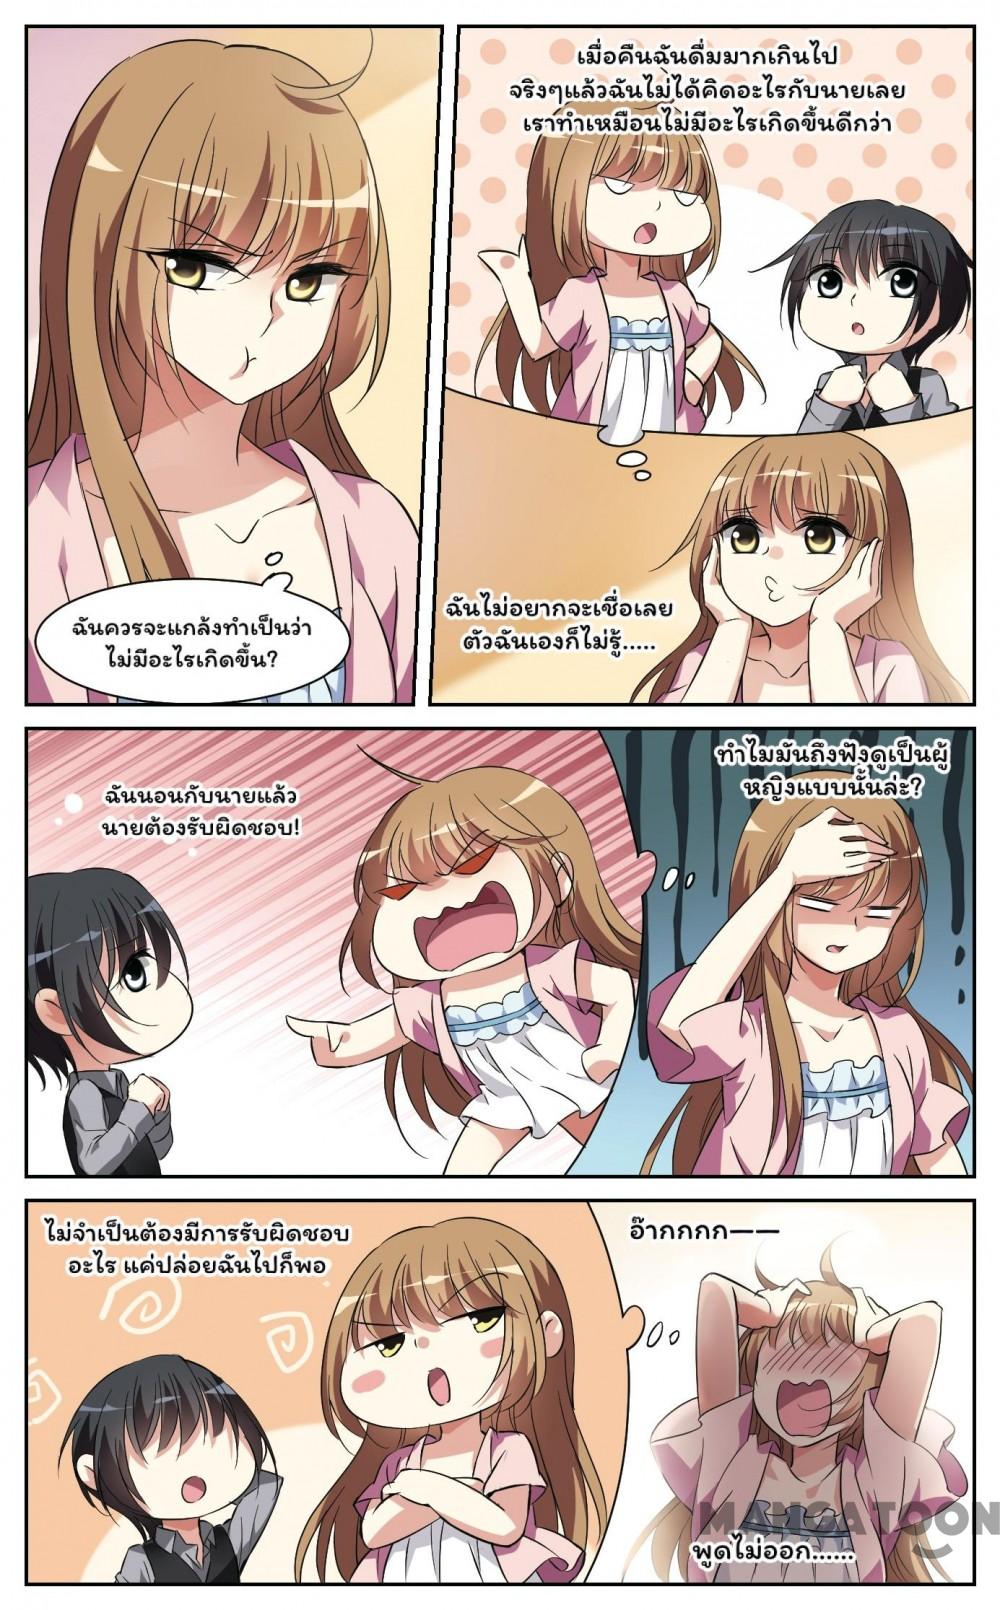 เมื่อคืนฉันดื่มมากเกินไป
จริงๆแล้วฉันไม่ได้คิดอะไรกับนายเลย
เราทำเหมือนไม่มีอะไรเกิดขึ้นดีกว่า
ฉันควรจะแกล้งทำเป็นว่า
ไม่มีอะไรเกิดขึ้น?
ฉันไม่อยากจะเชื่อเลย
ตัวฉันเองก็ไม่รู้.....
ฉันนอนกับนายแล้ว
นายต้องรับผิดชอบ!
ทำไมมันถึงฟังดูเป็นผู้
หญิงแบบนั้นล่ะ?
ไม่จำเป็นต้องมีการรับผิดชอบ
อะไร แค่ปล่อยฉันไปก็พอ
อ๊ากกกก——
MANGATOON
พูดไม่ออก......